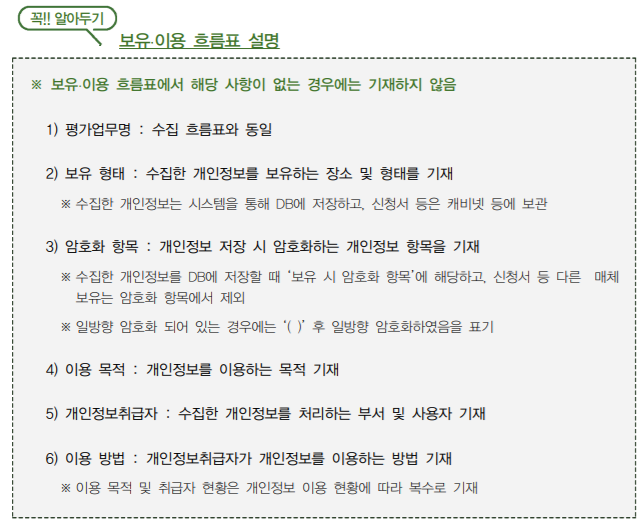 꼭!! 알아두기
보유·이용 흐름표 설명
※ 보유·이용 흐름표에서 해당 사항이 없는 경우에는 기재하지 않음
1) 평가업무명 : 수집 흐름표와 동일
2) 보유 형태 : 수집한 개인정보를 보유하는 장소 및 형태를 기재
※ 수집한 개인정보는 시스템을 통해 DB에 저장하고, 신청서 등은 캐비넷 등에 보관
3) 암호화 항목 : 개인정보 저장 시 암호화하는 개인정보 항목을 기재
※ 수집한 개인정보를 DB에 저장할 때 ‘보유 시 암호화 항목’에 해당하고, 신청서 등 다른 매체
보유는 암호화 항목에서 제외
※ 일방향 암호화 되어 있는 경우에는 ‘( )’ 후 일방향 암호화하였음을 표기
4) 이용 목적 : 개인정보를 이용하는 목적 기재
5) 개인정보취급자 : 수집한 개인정보를 처리하는 부서 및 사용자 기재
6) 이용 방법 : 개인정보취급자가 개인정보를 이용하는 방법 기재
※ 이용 목적 및 취급자 현황은 개인정보 이용 현황에 따라 복수로 기재